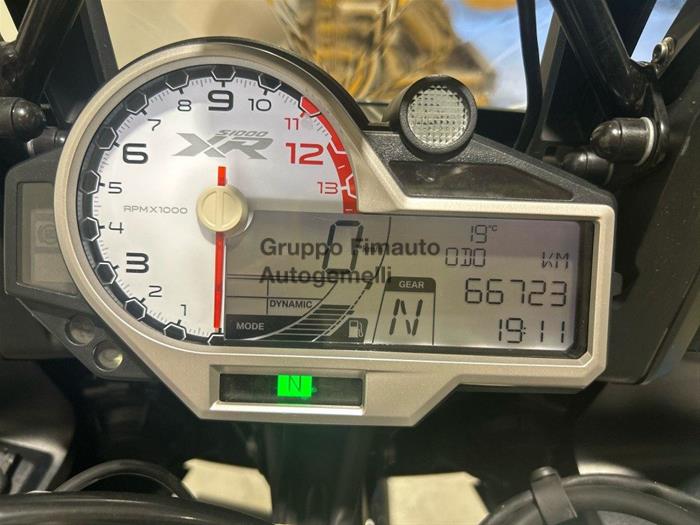 8 9 10 11
S1000
XR
6 12
5 13
RPMX1000
4
3
2
1
Gruppo Fimauto
Autogemelli
0
19°C
ODO KM
66723
19:11
GEAR
N
DYNAMIC
MODE
N